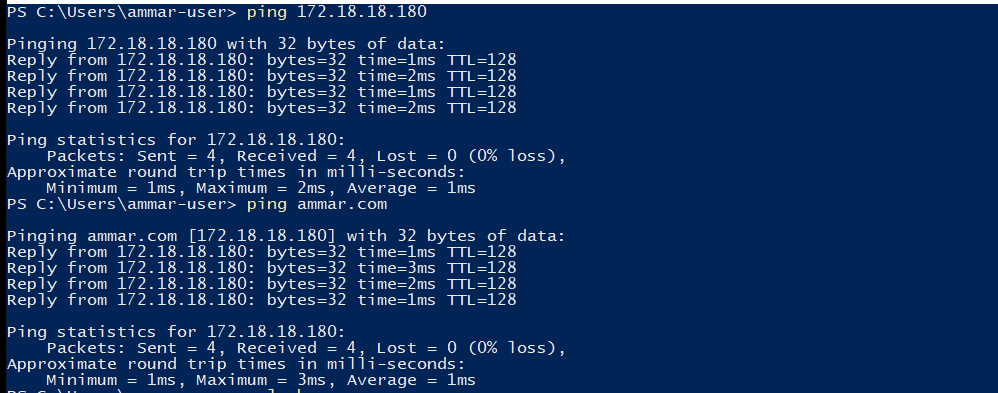 PS C:\Users\ammar-user> ping 172.18.18.180
Pinging 172.18.18.180 with 32 bytes of data:
Reply from 172.18.18.180: bytes=32 time=1ms TTL=128
Reply from 172.18.18.180: bytes=32 time=2ms TTL=128
Reply from 172.18.18.180: bytes=32 time=1ms TTL=128
Reply from 172.18.18.180: bytes=32 time=2ms TTL=128
Ping statistics for 172.18.18.180:
    Packets: Sent = 4, Received = 4, Lost = 0 (0% loss),
Approximate round trip times in milli-seconds:
    Minimum = 1ms, Maximum = 2ms, Average = 1ms
PS C:\Users\ammar-user> ping ammar.com
Pinging ammar.com [172.18.18.180] with 32 bytes of data:
Reply from 172.18.18.180: bytes=32 time=1ms TTL=128
Reply from 172.18.18.180: bytes=32 time=3ms TTL=128
Reply from 172.18.18.180: bytes=32 time=2ms TTL=128
Reply from 172.18.18.180: bytes=32 time=1ms TTL=128
Ping statistics for 172.18.18.180:
    Packets: Sent = 4, Received = 4, Lost = 0 (0% loss),
Approximate round trip times in milli-seconds:
    Minimum = 1ms, Maximum = 3ms, Average = 1ms